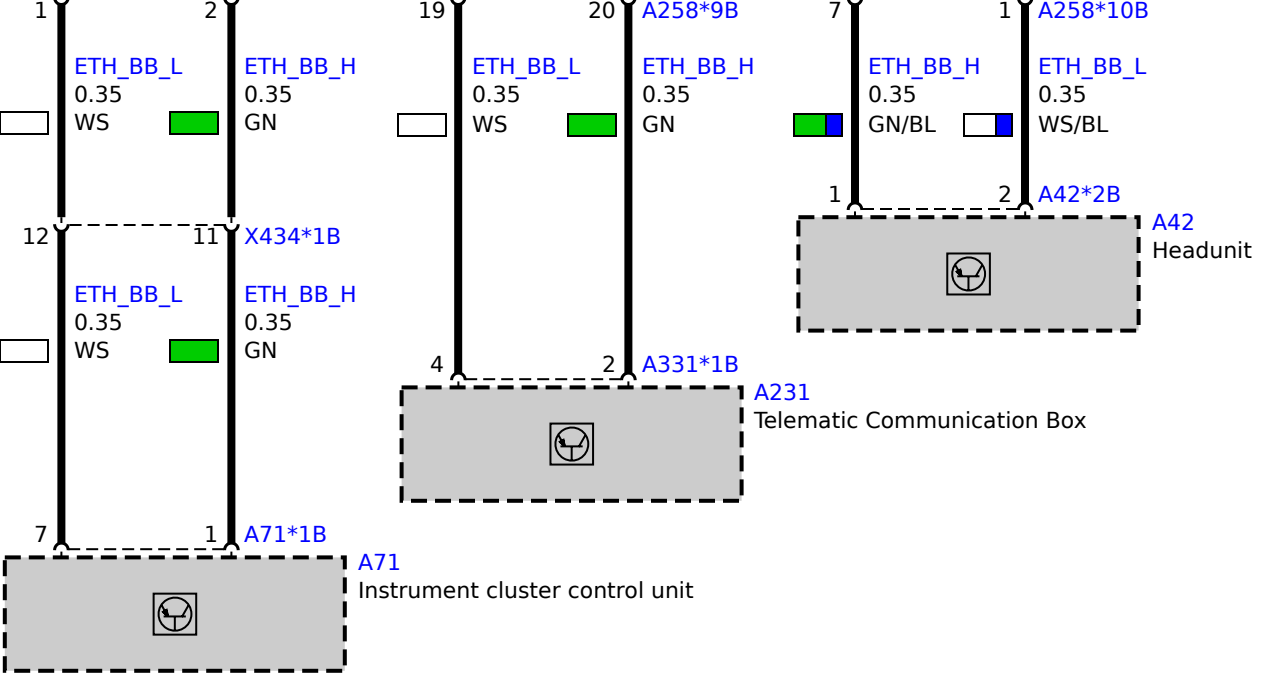 1 2 19 20 A258*9B 7 1 A258*10B
ETH_BB_L ETH_BB_H ETH_BB_L ETH_BB_H ETH_BB_H ETH_BB_L
0.35 0.35 0.35 0.35 0.35 0.35
WS GN WS GN GN/BL WS/BL
1 2 A42*2B
A42
Headunit
12 11 X434*1B
ETH_BB_L ETH_BB_H
0.35 0.35
WS GN
4 2 A331*1B
A231
Telematic Communication Box
7 1 A71*1B
A71
Instrument cluster control unit